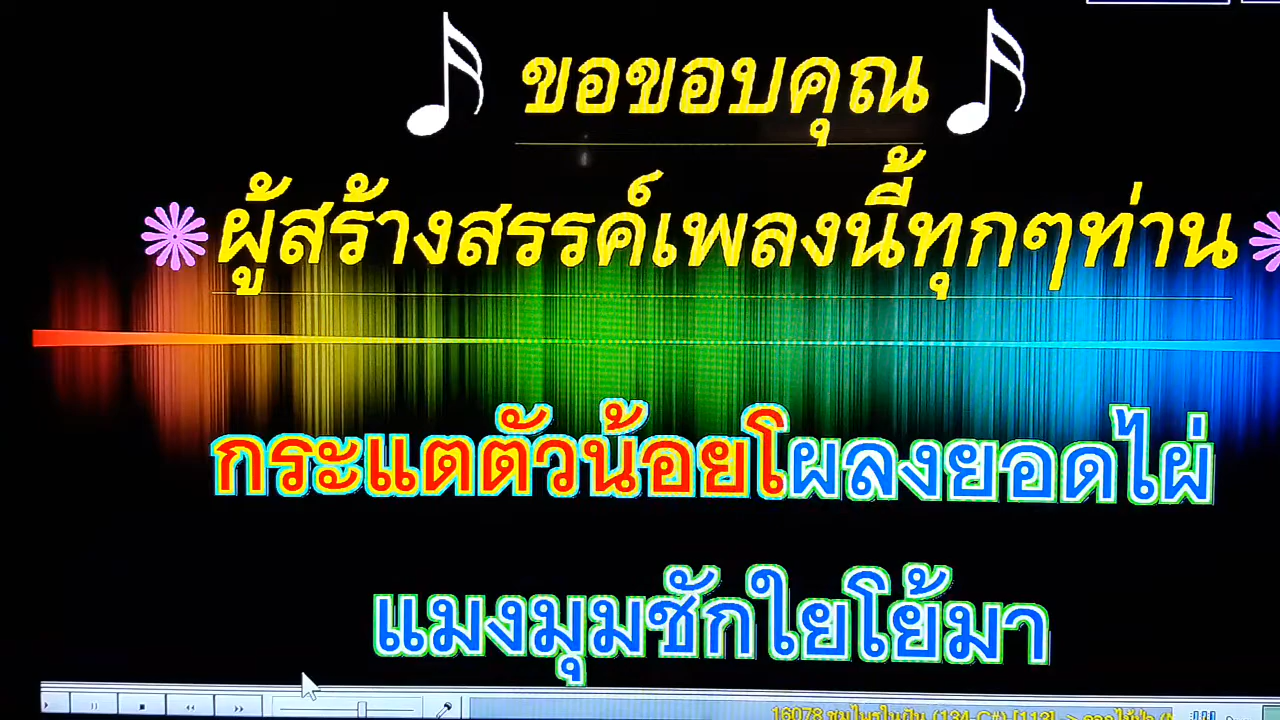 ขอขอบคุณ
ผู้สร้างสรรค์เพลงนี้ทุกๆท่าน
กระแตตัวน้อยโผลงยอดไผ่
แมงมุมชักใยโย้มา